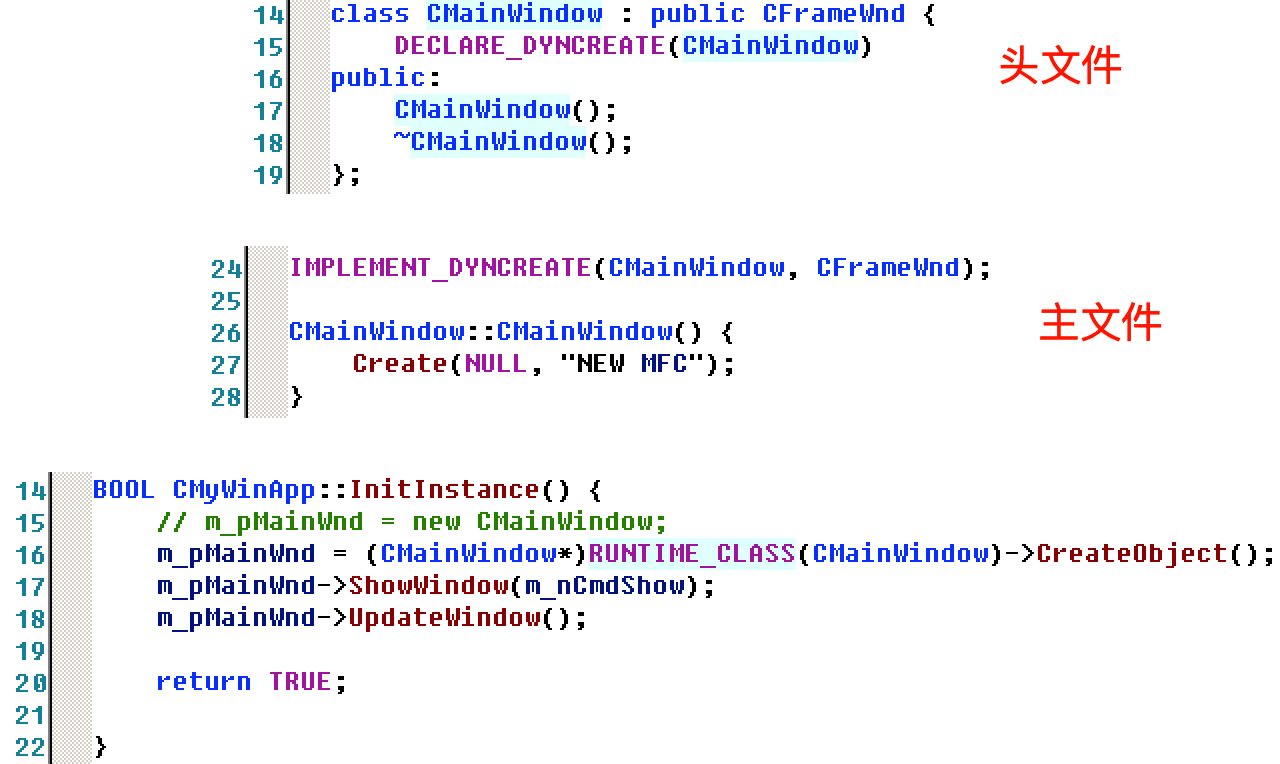 14 class CMainWindow : public CFrameWnd {
15     DECLARE_DYNCREATE(CMainWindow)
头文件
16 public:
17     CMainWindow();
18     ~CMainWindow();
19 };
24 IMPLEMENT_DYNCREATE(CMainWindow, CFrameWnd);
25
主文件
26 CMainWindow::CMainWindow() {
27     Create(NULL, "NEW MFC");
28 }
14 BOOL CMyWinApp::InitInstance() {
15     // m_pMainWnd = new CMainWindow;
16     m_pMainWnd = (CMainWindow*)RUNTIME_CLASS(CMainWindow)->CreateObject();
17     m_pMainWnd->ShowWindow(m_nCmdShow);
18     m_pMainWnd->UpdateWindow();
19
20     return TRUE;
21
22 }